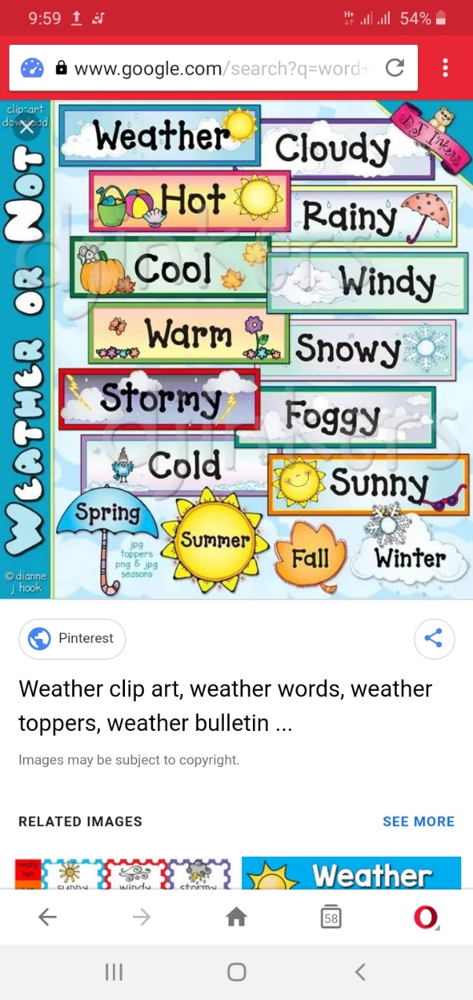 9:59
H+
54%
www.google.com/search?q=word+
clip-art
download
WEATHER OR NOT
© dianne
j hook
DJ Inkers
Weather
Cloudy
Hot
Rainy
Cool
Windy
Warm
Snowy
Stormy
Foggy
Cold
Sunny
Spring
Summer
Fall
Winter
jpg
toppers
png & jpg
seasons
djinkers
djinkers
Pinterest
Weather clip art, weather words, weather
toppers, weather bulletin ...
Images may be subject to copyright.
RELATED IMAGES
SEE MORE
really
hot
sunny
windy
stormy
Weather
58